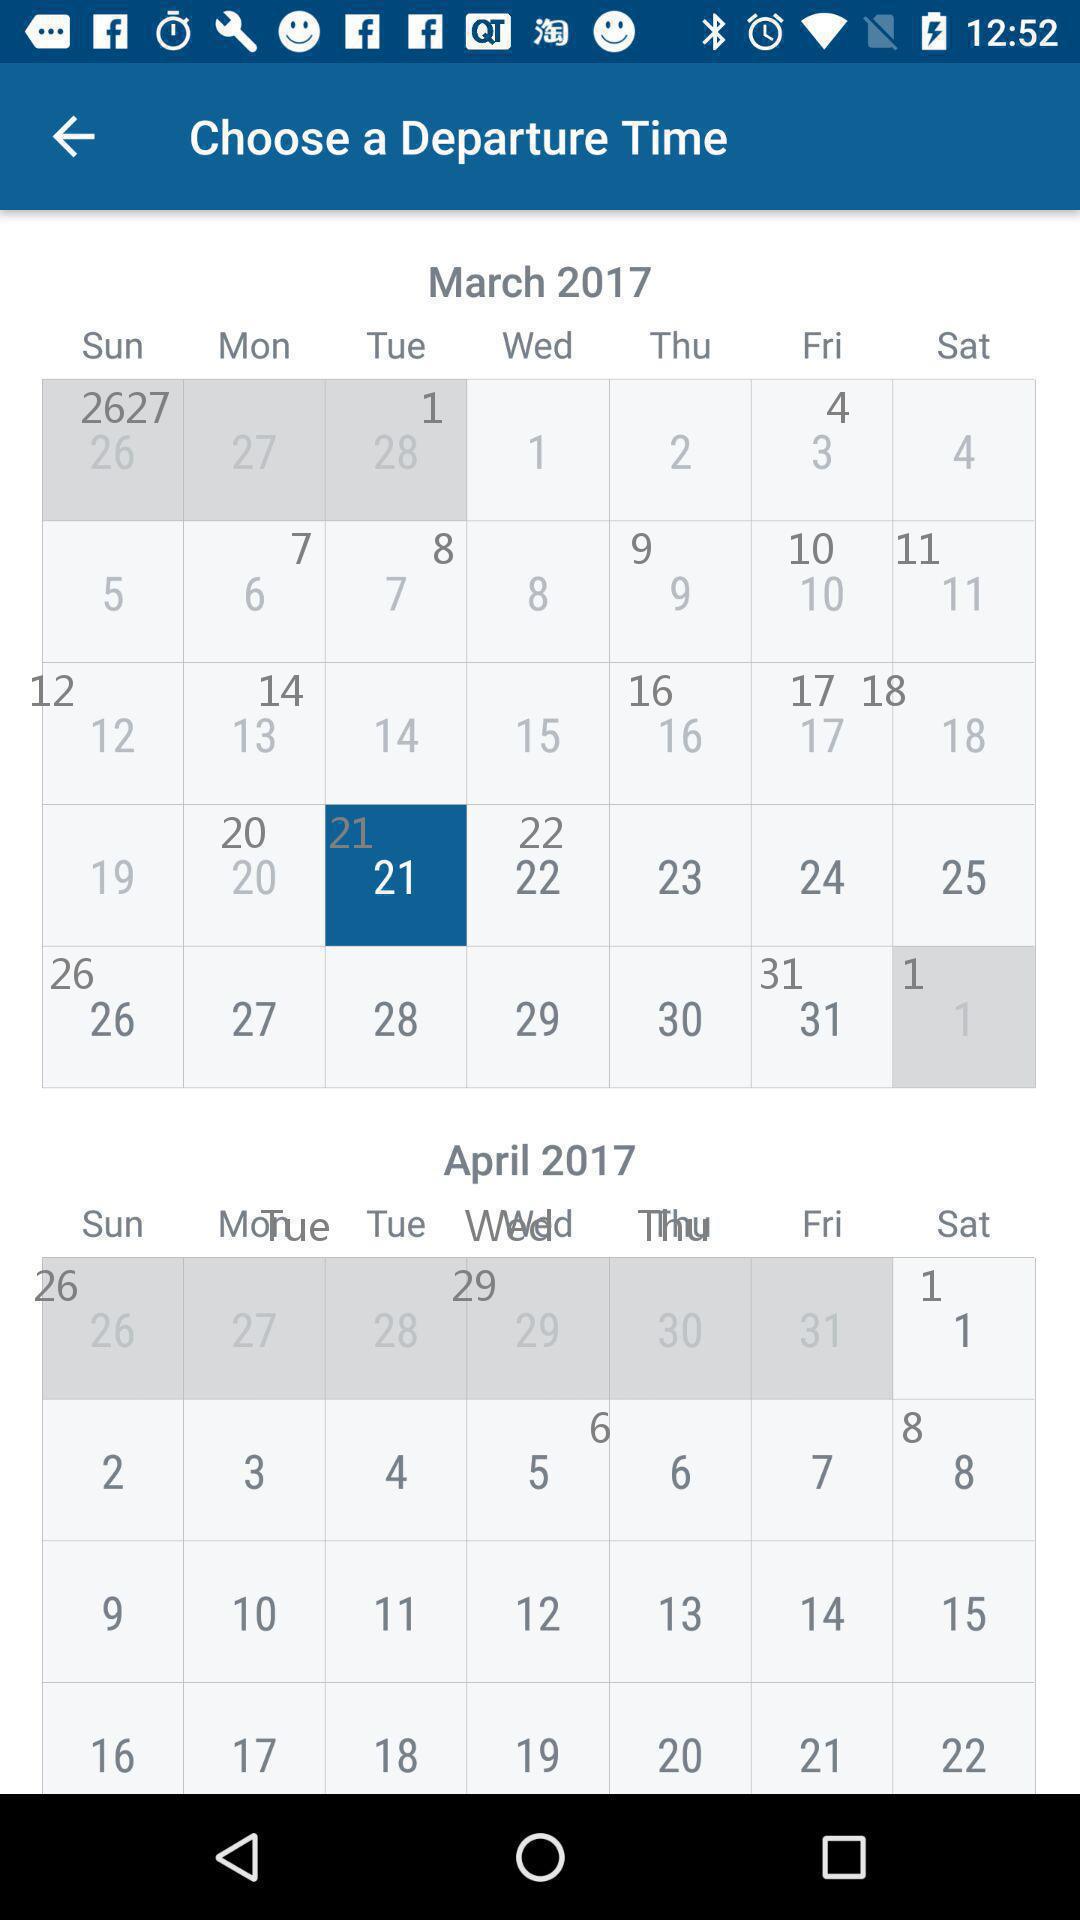 QT 淘 12:52
Choose a Departure Time
March 2017
Sun Mon Tue Wed Thu Fri Sat
2627 1 4
26 27 28 1 2 3 4
7 8 9 10 11
5 6 7 8 9 10 11
12 14 16 17 18
12 13 14 15 16 17 18
20 21 22
19 20 21 22 23 24 25
26 31 1
26 27 28 29 30 31 1
April 2017
Sun Mon Tue Wed Thu Fri Sat
Tue Wed Thu
26 29 1
26 27 28 29 30 31 1
6 8
2 3 4 5 6 7 8
9 10 11 12 13 14 15
16 17 18 19 20 21 22